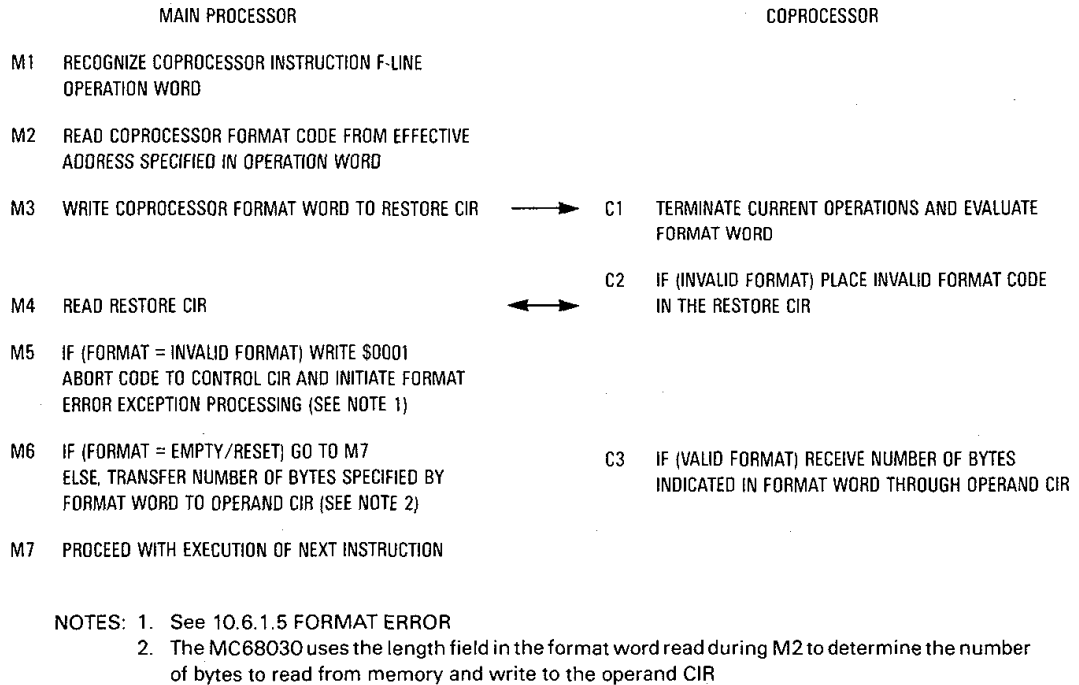 MAIN PROCESSOR
COPROCESSOR
M1 RECOGNIZE COPROCESSOR INSTRUCTION F-LINE
OPERATION WORD
M2 READ COPROCESSOR FORMAT CODE FROM EFFECTIVE
ADDRESS SPECIFIED IN OPERATION WORD
M3 WRITE COPROCESSOR FORMAT WORD TO RESTORE CIR
C1 TERMINATE CURRENT OPERATIONS AND EVALUATE
FORMAT WORD
C2 IF (INVALID FORMAT) PLACE INVALID FORMAT CODE
IN THE RESTORE CIR
M4 READ RESTORE CIR
M5 IF (FORMAT = INVALID FORMAT) WRITE $0001
ABORT CODE TO CONTROL CIR AND INITIATE FORMAT
ERROR EXCEPTION PROCESSING (SEE NOTE 1)
M6 IF (FORMAT = EMPTY/RESET) GO TO M7
ELSE, TRANSFER NUMBER OF BYTES SPECIFIED BY
FORMAT WORD TO OPERAND CIR (SEE NOTE 2)
C3 IF (VALID FORMAT) RECEIVE NUMBER OF BYTES
INDICATED IN FORMAT WORD THROUGH OPERAND CIR
M7 PROCEED WITH EXECUTION OF NEXT INSTRUCTION
NOTES: 1. See 10.6.1.5 FORMAT ERROR
2. The MC68030 uses the length field in the format word read during M2 to determine the number
of bytes to read from memory and write to the operand CIR